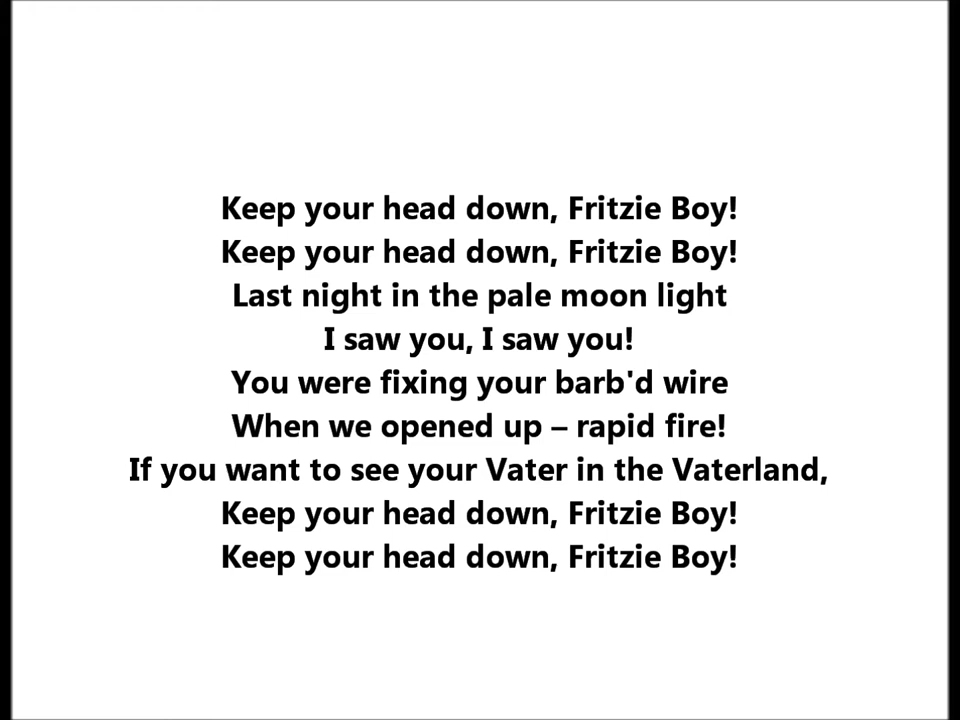 Keep your head down, Fritzie Boy!
Keep your head down, Fritzie Boy!
Last night in the pale moon light
I saw you, I saw you!
You were fixing your barb'd wire
When we opened up – rapid fire!
If you want to see your Vater in the Vaterland,
Keep your head down, Fritzie Boy!
Keep your head down, Fritzie Boy!